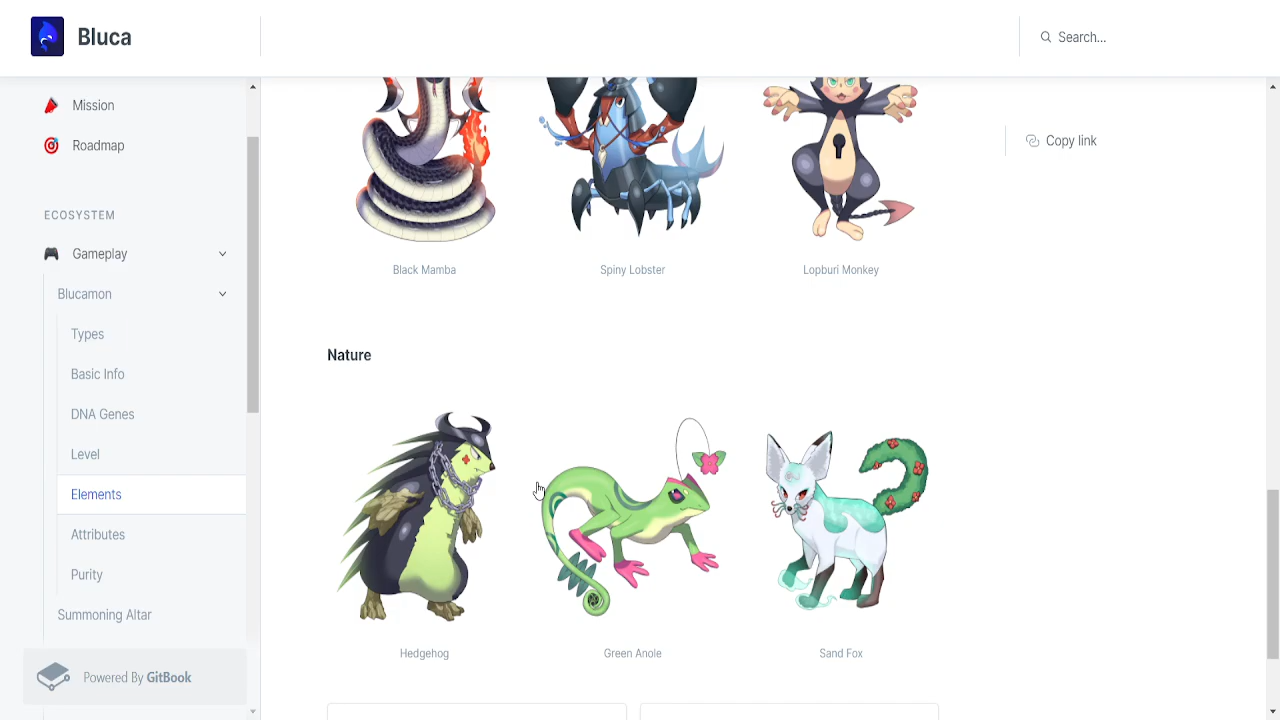 Bluca
Search...
Mission
Roadmap
Copy link
ECOSYSTEM
Gameplay
Blucamon
Types
Basic Info
DNA Genes
Level
Elements
Attributes
Purity
Summoning Altar
Powered By GitBook
Black Mamba
Spiny Lobster
Lopburi Monkey
Nature
Hedgehog
Green Anole
Sand Fox